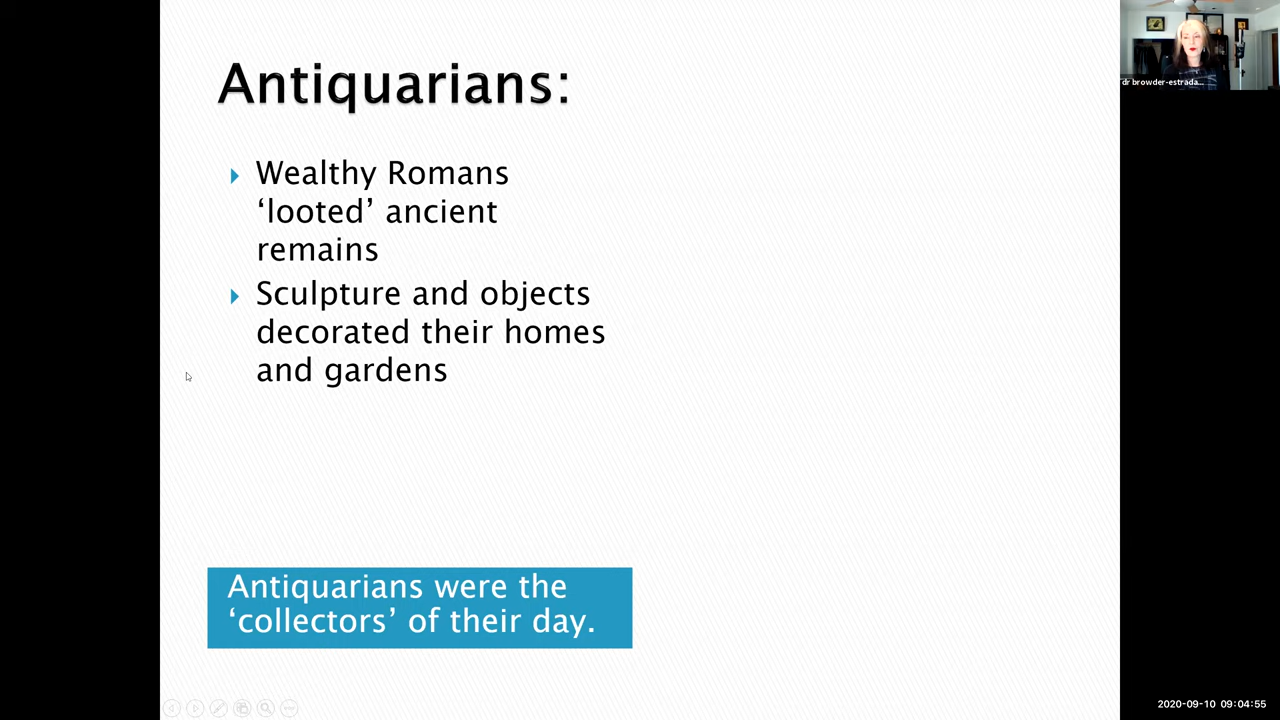 Antiquarians:
Wealthy Romans
‘looted’ ancient
remains
Sculpture and objects
decorated their homes
and gardens
Antiquarians were the
‘collectors’ of their day.
dr browder-estrada...
2020-09-10 09:04:55